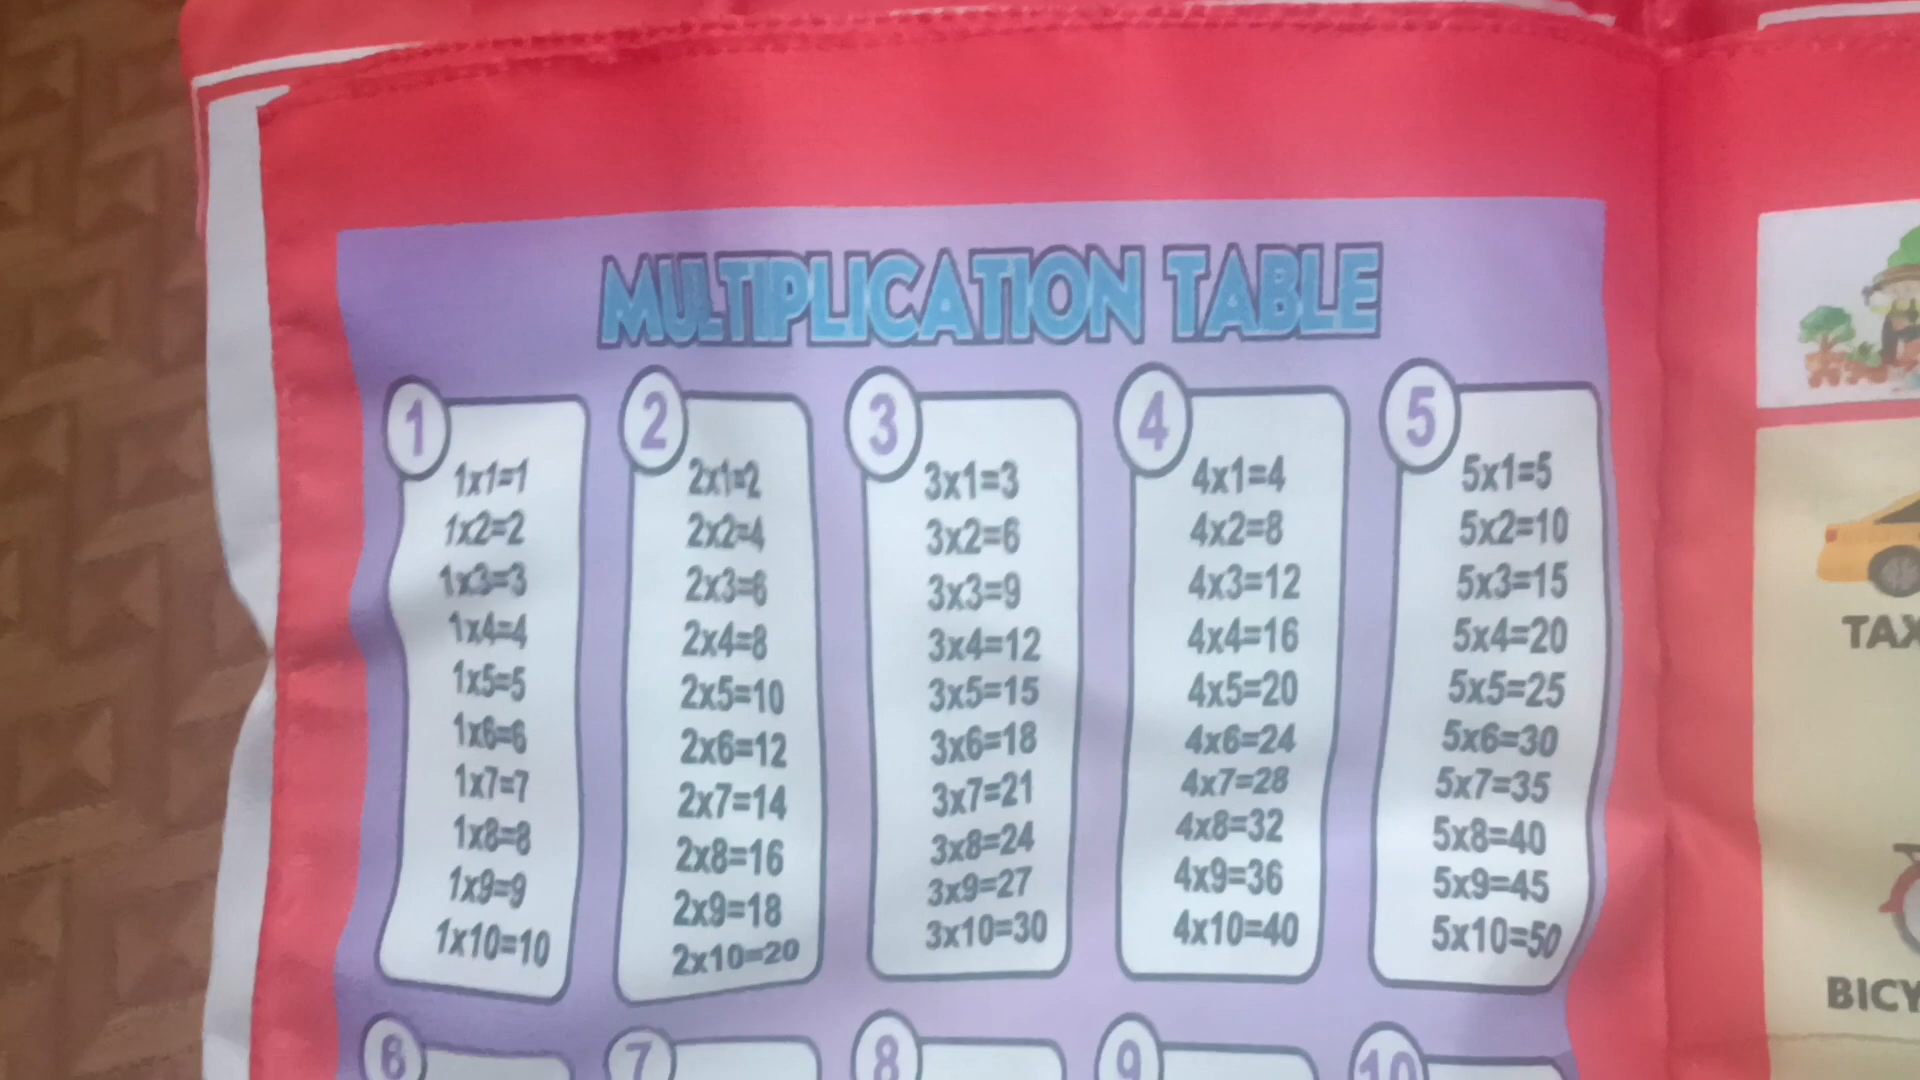 MULTIPLICATION TABLE
1
1x1=1
1x2=2
1x3=3
1x4=4
1x5=5
1x6=6
1x7=7
1x8=8
1x9=9
1x10=10
2
2x1=2
2x2=4
2x3=6
2x4=8
2x5=10
2x6=12
2x7=14
2x8=16
2x9=18
2x10=20
3
3x1=3
3x2=6
3x3=9
3x4=12
3x5=15
3x6=18
3x7=21
3x8=24
3x9=27
3x10=30
4
4x1=4
4x2=8
4x3=12
4x4=16
4x5=20
4x6=24
4x7=28
4x8=32
4x9=36
4x10=40
5
5x1=5
5x2=10
5x3=15
5x4=20
5x5=25
5x6=30
5x7=35
5x8=40
5x9=45
5x10=50
6
7
8
9
10
TAX
BICY